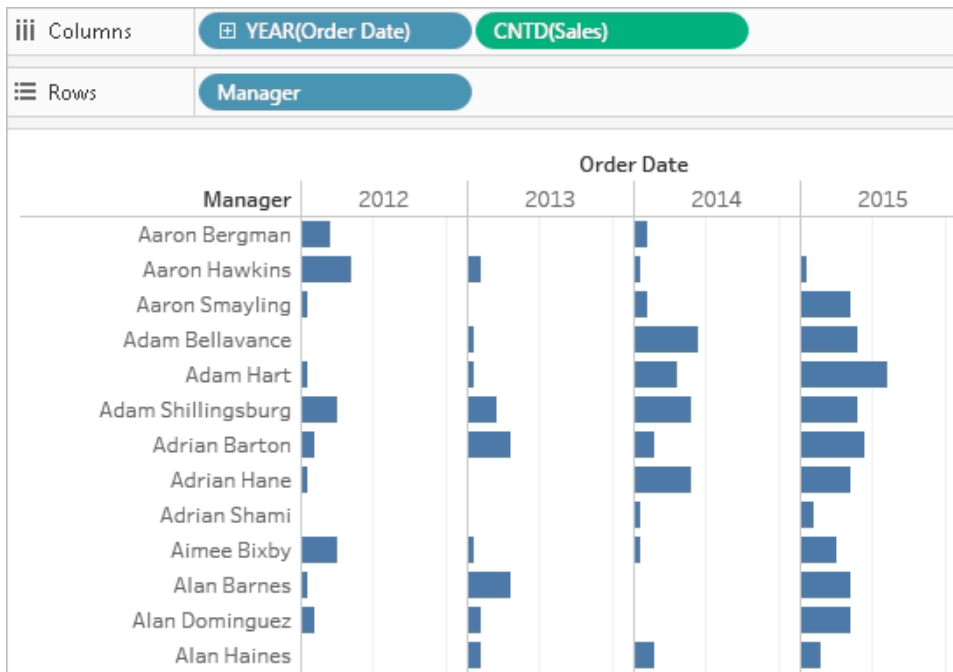 Columns YEAR(Order Date) CNTD(Sales)
Rows Manager
Order Date
Manager 2012 2013 2014 2015
Aaron Bergman
Aaron Hawkins
Aaron Smayling
Adam Bellavance
Adam Hart
Adam Shillingsburg
Adrian Barton
Adrian Hane
Adrian Shami
Aimee Bixby
Alan Barnes
Alan Dominguez
Alan Haines